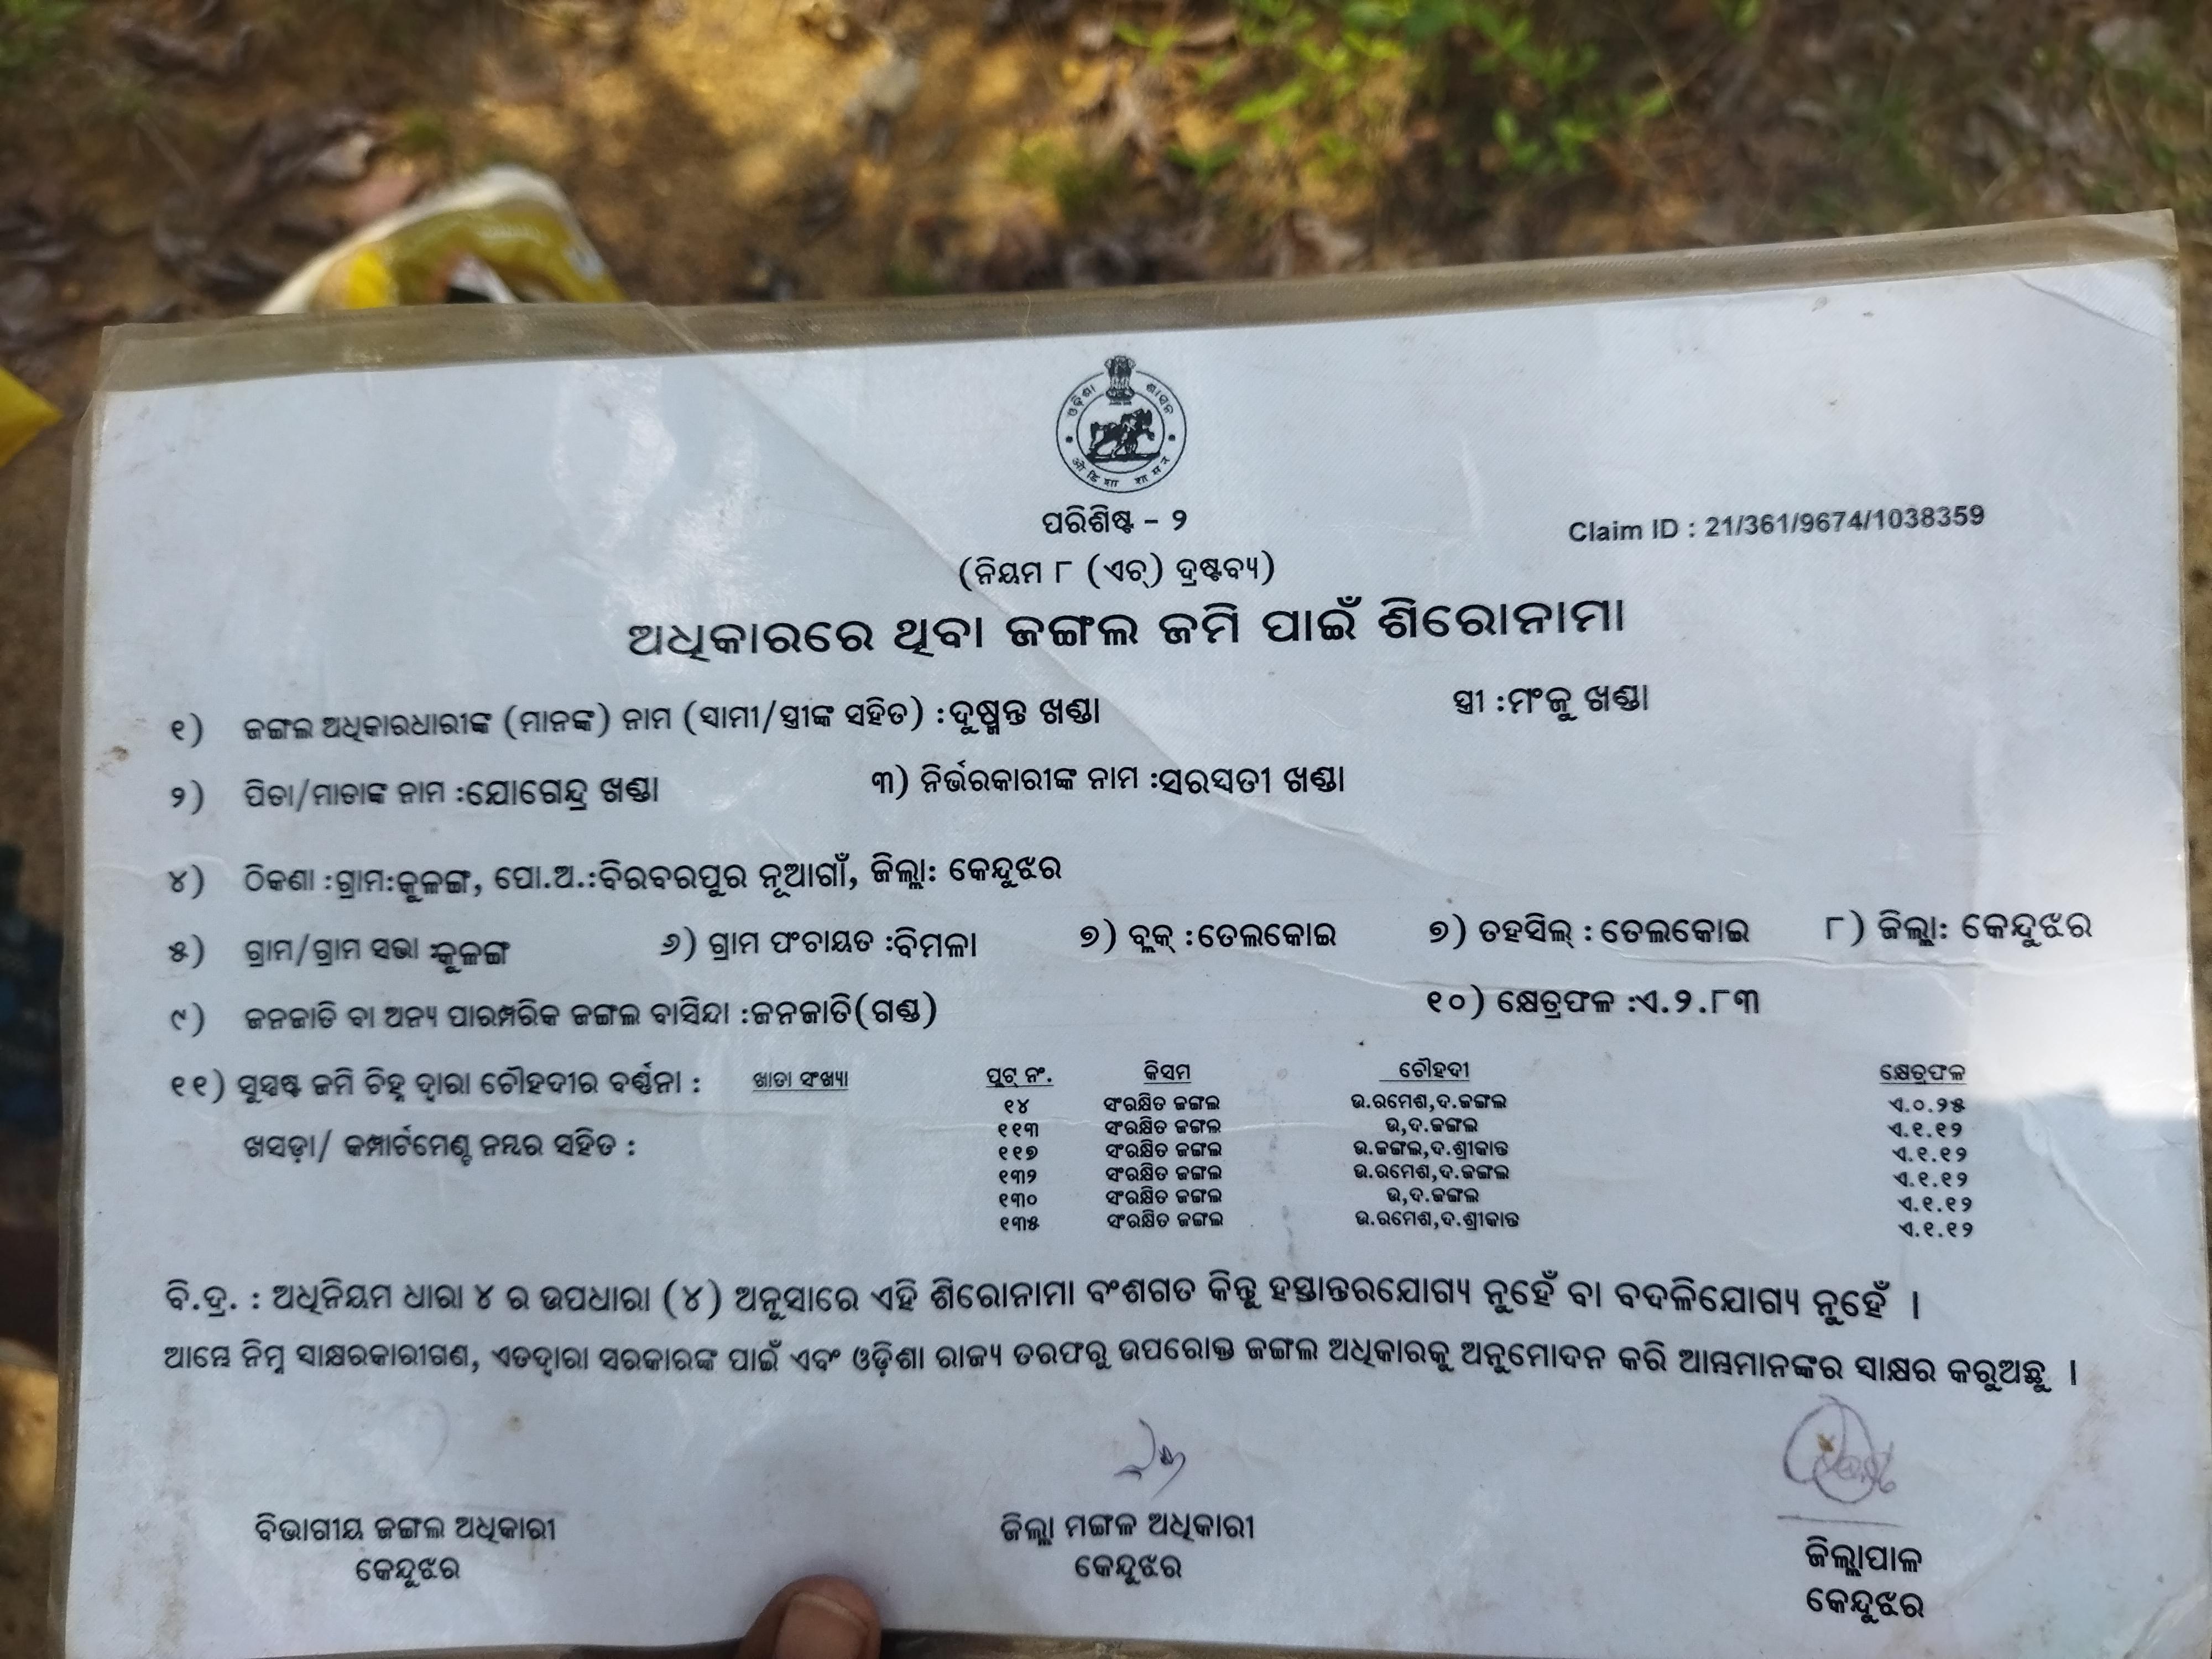 ଓଡ଼ିଶା ଶାସନ
ओडिशा शासन
ପରିଶିଷ୍ଟ - ୨
Claim ID : 21/361/9674/1038359
(ନିୟମ ୮ (ଏଚ୍) ଦ୍ରଷ୍ଟବ୍ୟ)
ଅଧିକାରରେ ଥିବା ଜଙ୍ଗଲ ଜମି ପାଇଁ ଶିରୋନାମା
୧) ଜଙ୍ଗଲ ଅଧିକାରଧାରୀଙ୍କ (ମାନଙ୍କ) ନାମ (ସାମୀ/ସ୍ତ୍ରୀଙ୍କ ସହିତ) :ଦୁଷ୍ମନ୍ତ ଖଣ୍ଡା ସ୍ତ୍ରୀ :ମଂଜୁ ଖଣ୍ଡା
୨) ପିତା/ମାତାଙ୍କ ନାମ :ଯୋଗେନ୍ଦ୍ର ଖଣ୍ଡା ୩) ନିର୍ଭରକାରୀଙ୍କ ନାମ :ସରସ୍ଵତୀ ଖଣ୍ଡା
୪) ଠିକଣା :ଗ୍ରାମ:କୁଳଙ୍ଗ, ପୋ.ଅ.:ବିରବରପୁର ନୂଆଗାଁ, ଜିଲ୍ଲା: କେନ୍ଦୁଝର
୫) ଗ୍ରାମ/ଗ୍ରାମ ସଭା :କୁଳଙ୍ଗ ୬) ଗ୍ରାମ ପଂଚାୟତ :ବିମଳା ୭) ବ୍ଲକ୍ :ତେଲକୋଇ ୭) ତହସିଲ୍ : ତେଲକୋଇ ୮) ଜିଲ୍ଲା: କେନ୍ଦୁଝର
୯) ଜନଜାତି ବା ଅନ୍ୟ ପାରମ୍ପରିକ ଜଙ୍ଗଲ ବାସିନ୍ଦା :ଜନଜାତି(ଗଣ୍ଡ) ୧୦) କ୍ଷେତ୍ରଫଳ :ଏ.୨.୮୩
୧୧) ସୁସ୍ପଷ୍ଟ ଜମି ଚିହ୍ନ ଦ୍ୱାରା ଚୌହଦୀର ବର୍ଣ୍ଣନା : ଖାତା ସଂଖ୍ୟା ପ୍ଲଟ୍ ନଂ. କିସମ ଚୌହଦୀ କ୍ଷେତ୍ରଫଳ
୧୪ ସଂରକ୍ଷିତ ଜଙ୍ଗଲ ଉ.ରମେଶ,ଦ.ଜଙ୍ଗଲ ଏ.୦.୨୫
୧୧୩ ସଂରକ୍ଷିତ ଜଙ୍ଗଲ ଉ,ଦ.ଜଙ୍ଗଲ ଏ.୧.୧୨
ଖସଡ଼ା/ କମ୍ପାର୍ଟମେଣ୍ଟ ନମ୍ବର ସହିତ : ୧୧୭ ସଂରକ୍ଷିତ ଜଙ୍ଗଲ ଉ.ଜଙ୍ଗଲ,ଦ.ଶ୍ରୀକାନ୍ତ ଏ.୧.୧୨
୧୩୨ ସଂରକ୍ଷିତ ଜଙ୍ଗଲ ଉ.ରମେଶ,ଦ.ଜଙ୍ଗଲ ଏ.୧.୧୨
୧୩୦ ସଂରକ୍ଷିତ ଜଙ୍ଗଲ ଉ,ଦ.ଜଙ୍ଗଲ ଏ.୧.୧୨
୧୩୫ ସଂରକ୍ଷିତ ଜଙ୍ଗଲ ଉ.ରମେଶ,ଦ.ଶ୍ରୀକାନ୍ତ ଏ.୧.୧୨
ବି.ଦ୍ର. : ଅଧିନିୟମ ଧାରା ୪ ର ଉପଧାରା (୪) ଅନୁସାରେ ଏହି ଶିରୋନାମା ବଂଶଗତ କିନ୍ତୁ ହସ୍ତାନ୍ତରଯୋଗ୍ୟ ନୁହେଁ ବା ବଦଳିଯୋଗ୍ୟ ନୁହେଁ ।
ଆମ୍ଭେ ନିମ୍ନ ସାକ୍ଷରକାରୀଗଣ, ଏତଦ୍ୱାରା ସରକାରଙ୍କ ପାଇଁ ଏବଂ ଓଡ଼ିଶା ରାଜ୍ୟ ତରଫରୁ ଉପରୋକ୍ତ ଜଙ୍ଗଲ ଅଧିକାରକୁ ଅନୁମୋଦନ କରି ଆମ୍ଭମାନଙ୍କର ସାକ୍ଷର କରୁଅଛୁ ।
ବିଭାଗୀୟ ଜଙ୍ଗଲ ଅଧିକାରୀ ଜିଲ୍ଲା ମଙ୍ଗଳ ଅଧିକାରୀ ଜିଲ୍ଲାପାଳ
କେନ୍ଦୁଝର କେନ୍ଦୁଝର କେନ୍ଦୁଝର